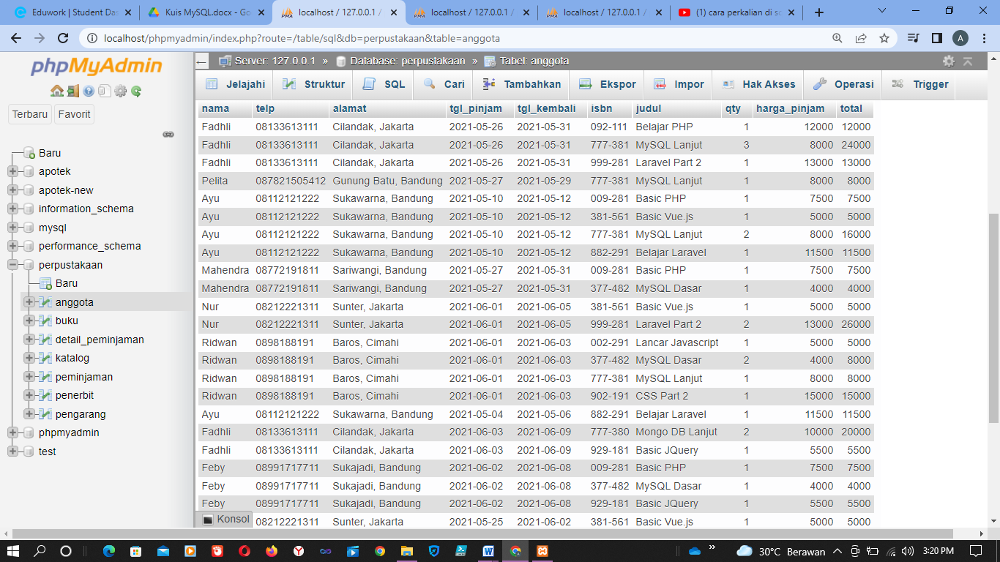 Eduwork | Student Das
Kuis MySQL.docx - Go
localhost / 127.0.0.1 /
localhost / 127.0.0.1 /
localhost / 127.0.0.1 /
(1) cara perkalian di sq
localhost/phpmyadmin/index.php?route=/table/sql&db=perpustakaan&table=anggota
A
phpMyAdmin
Terbaru Favorit
Baru
apotek
apotek-new
information_schema
mysql
performance_schema
perpustakaan
Baru
anggota
buku
detail_peminjaman
katalog
peminjaman
penerbit
pengarang
phpmyadmin
test
Server: 127.0.0.1 » Database: perpustakaan » Tabel: anggota
Jelajahi Struktur SQL Cari Tambahkan Ekspor Impor Hak Akses Operasi Trigger
nama telp alamat tgl_pinjam tgl_kembali isbn judul qty harga_pinjam total
Fadhli 08133613111 Cilandak, Jakarta 2021-05-26 2021-05-31 092-111 Belajar PHP 1 12000 12000
Fadhli 08133613111 Cilandak, Jakarta 2021-05-26 2021-05-31 777-381 MySQL Lanjut 3 8000 24000
Fadhli 08133613111 Cilandak, Jakarta 2021-05-26 2021-05-31 999-281 Laravel Part 2 1 13000 13000
Pelita 087821505412 Gunung Batu, Bandung 2021-05-27 2021-05-29 777-381 MySQL Lanjut 1 8000 8000
Ayu 08112121222 Sukawarna, Bandung 2021-05-10 2021-05-12 009-281 Basic PHP 1 7500 7500
Ayu 08112121222 Sukawarna, Bandung 2021-05-10 2021-05-12 381-561 Basic Vue.js 1 5000 5000
Ayu 08112121222 Sukawarna, Bandung 2021-05-10 2021-05-12 777-381 MySQL Lanjut 2 8000 16000
Ayu 08112121222 Sukawarna, Bandung 2021-05-10 2021-05-12 882-291 Belajar Laravel 1 11500 11500
Mahendra 08772191811 Sariwangi, Bandung 2021-05-27 2021-05-31 009-281 Basic PHP 1 7500 7500
Mahendra 08772191811 Sariwangi, Bandung 2021-05-27 2021-05-31 377-482 MySQL Dasar 1 4000 4000
Nur 08212221311 Sunter, Jakarta 2021-06-01 2021-06-05 381-561 Basic Vue.js 1 5000 5000
Nur 08212221311 Sunter, Jakarta 2021-06-01 2021-06-05 999-281 Laravel Part 2 2 13000 26000
Ridwan 0898188191 Baros, Cimahi 2021-06-01 2021-06-03 002-291 Lancar Javascript 1 5000 5000
Ridwan 0898188191 Baros, Cimahi 2021-06-01 2021-06-03 377-482 MySQL Dasar 2 4000 8000
Ridwan 0898188191 Baros, Cimahi 2021-06-01 2021-06-03 777-381 MySQL Lanjut 1 8000 8000
Ridwan 0898188191 Baros, Cimahi 2021-06-01 2021-06-03 902-191 CSS Part 2 1 15000 15000
Ayu 08112121222 Sukawarna, Bandung 2021-05-04 2021-05-06 882-291 Belajar Laravel 1 11500 11500
Fadhli 08133613111 Cilandak, Jakarta 2021-06-03 2021-06-09 777-380 Mongo DB Lanjut 2 10000 20000
Fadhli 08133613111 Cilandak, Jakarta 2021-06-03 2021-06-09 929-181 Basic JQuery 1 5500 5500
Feby 08991717711 Sukajadi, Bandung 2021-06-02 2021-06-08 009-281 Basic PHP 1 7500 7500
Feby 08991717711 Sukajadi, Bandung 2021-06-02 2021-06-08 377-482 MySQL Dasar 1 4000 4000
Feby 08991717711 Sukajadi, Bandung 2021-06-02 2021-06-08 929-181 Basic JQuery 1 5500 5500
08212221311 Sunter, Jakarta 2021-05-25 2021-06-02 381-561 Basic Vue.js 1 5000 5000
Konsol
30°C Berawan 3:20 PM